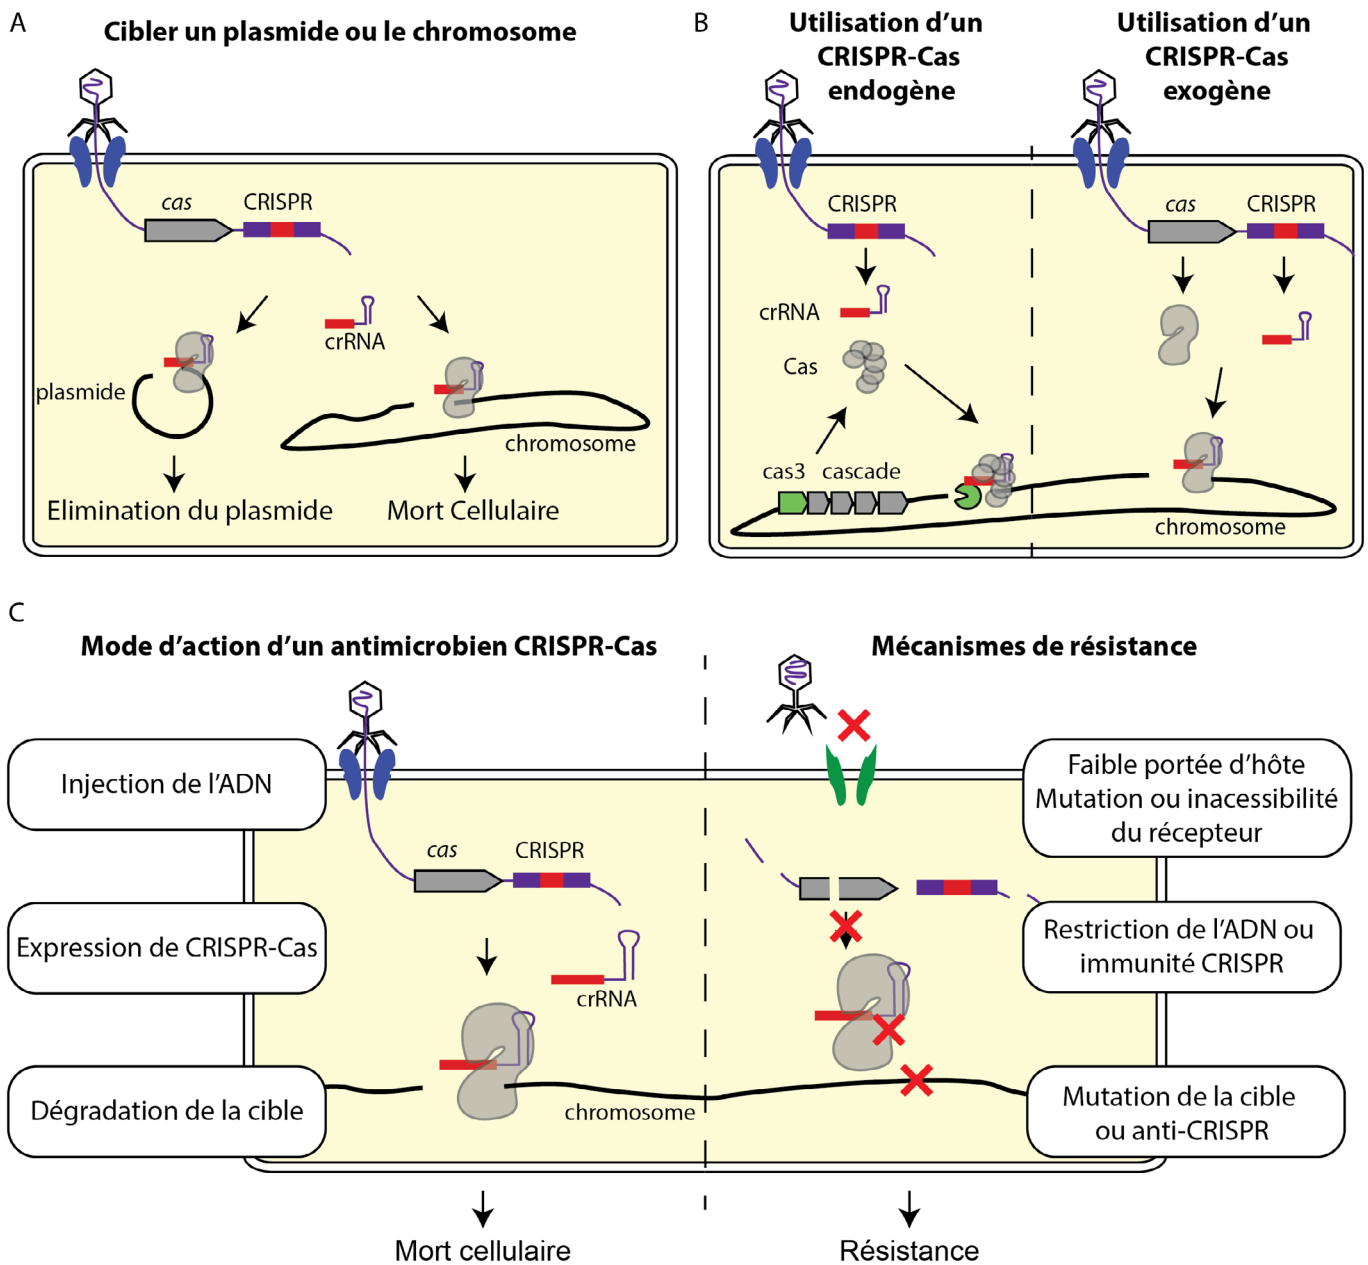 A
Cibler un plasmide ou le chromosome
cas
CRISPR
crRNA
plasmide
chromosome
Elimination du plasmide
Mort Cellulaire
B
Utilisation d’un
CRISPR-Cas
endogène
Utilisation d’un
CRISPR-Cas
exogène
CRISPR
crRNA
Cas
cas3
cascade
cas
CRISPR
chromosome
C
Mode d’action d’un antimicrobien CRISPR-Cas
Mécanismes de résistance
Injection de l’ADN
Expression de CRISPR-Cas
Dégradation de la cible
cas
CRISPR
crRNA
chromosome
Faible portée d’hôte
Mutation ou inacessibilité
du récepteur
Restriction de l’ADN ou
immunité CRISPR
Mutation de la cible
ou anti-CRISPR
Mort cellulaire
Résistance